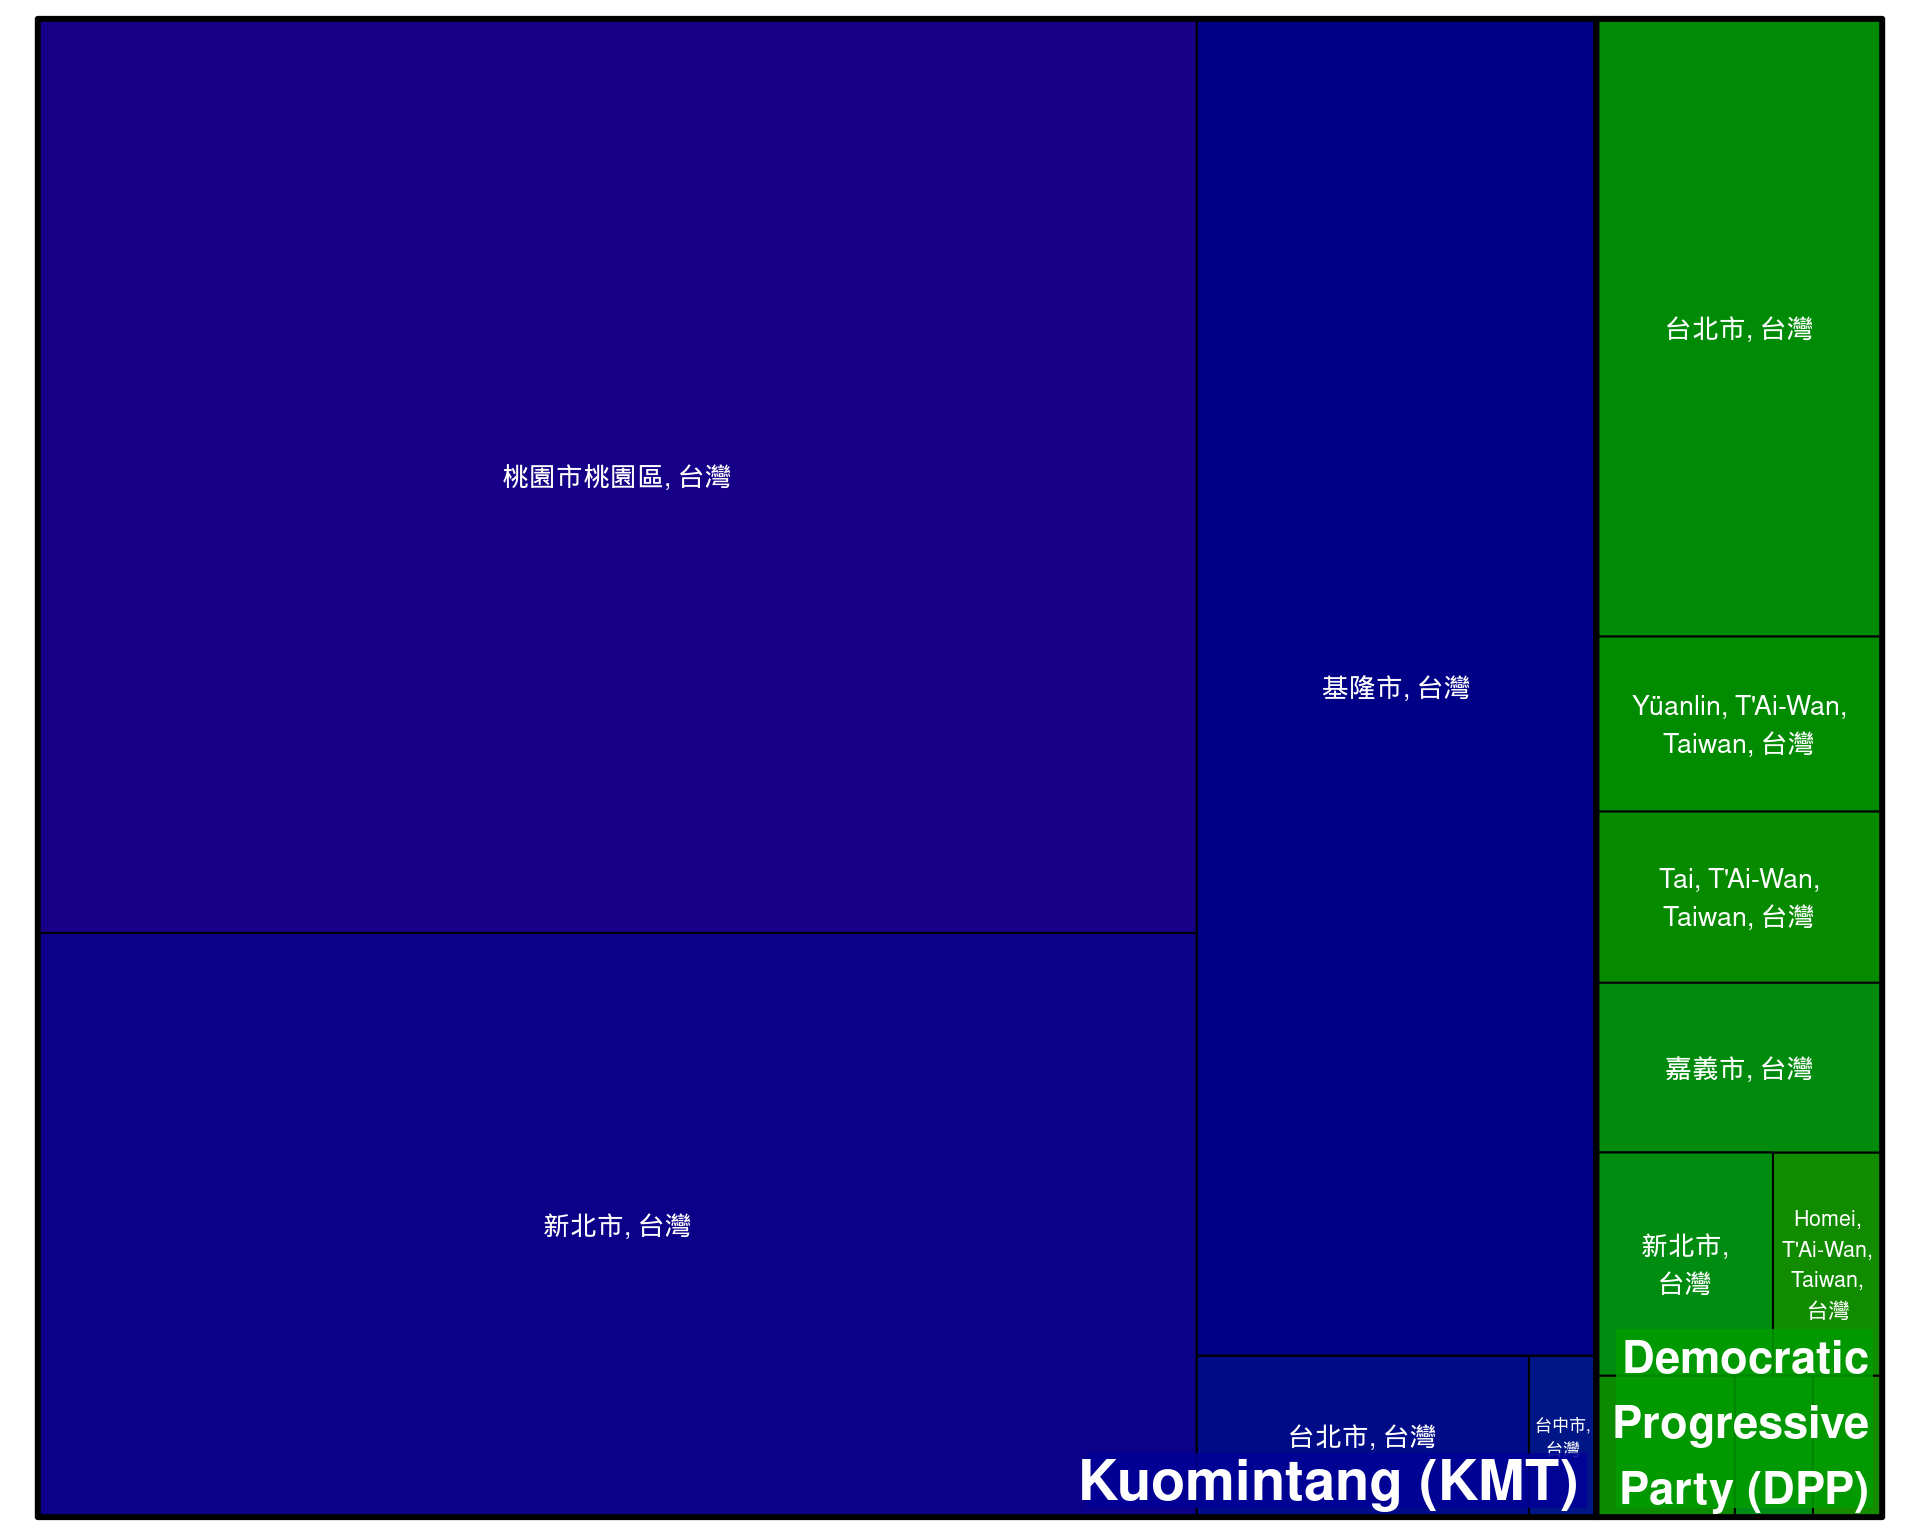 桃園市桃園區, 台灣
新北市, 台灣
基隆市, 台灣
台北市, 台灣
台中市,
台灣
Kuomintang (KMT)
台北市, 台灣
Yüanlin, T'Ai-Wan,
Taiwan, 台灣
Tai, T'Ai-Wan,
Taiwan, 台灣
嘉義市, 台灣
新北市,
台灣
Homei,
T'Ai-Wan,
Taiwan,
台灣
Democratic
Progressive
Party (DPP)